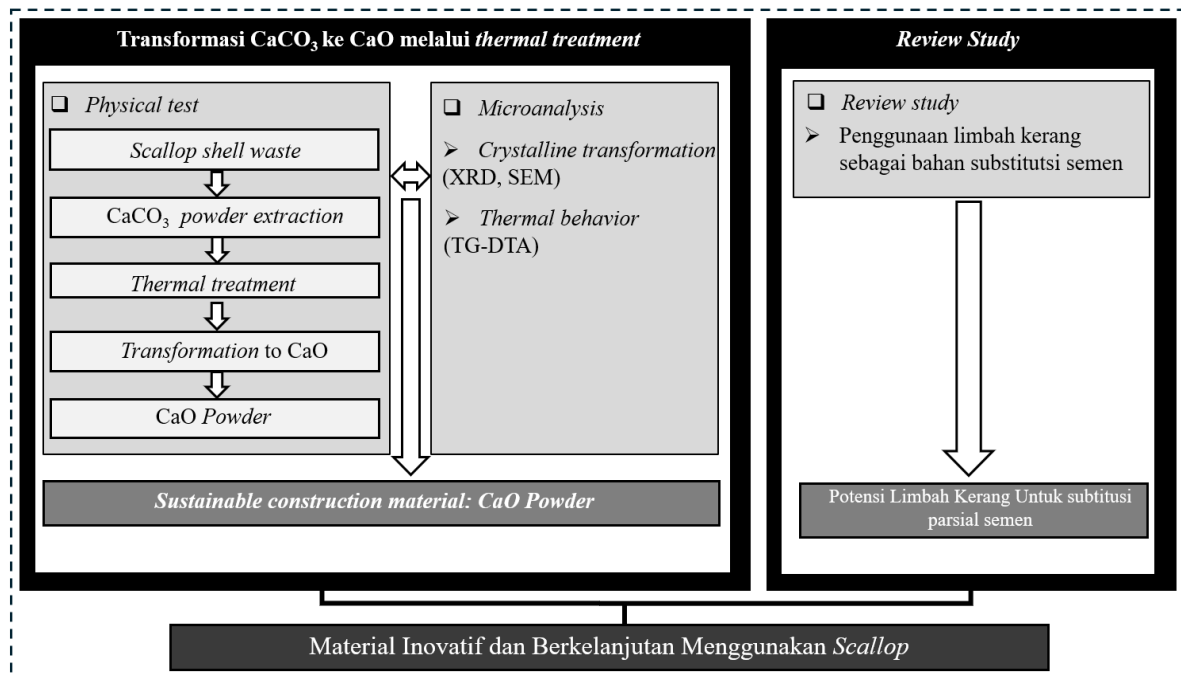 Transformasi CaCO₃ ke CaO melalui thermal treatment
❑ Physical test
Scallop shell waste
CaCO₃ powder extraction
Thermal treatment
Transformation to CaO
CaO Powder
❑ Microanalysis
➢ Crystalline transformation
(XRD, SEM)
➢ Thermal behavior
(TG-DTA)
Sustainable construction material: CaO Powder
Review Study
❑ Review study
➢ Penggunaan limbah kerang
sebagai bahan substitutsi semen
Potensi Limbah Kerang Untuk subtitusi
parsial semen
Material Inovatif dan Berkelanjutan Menggunakan Scallop